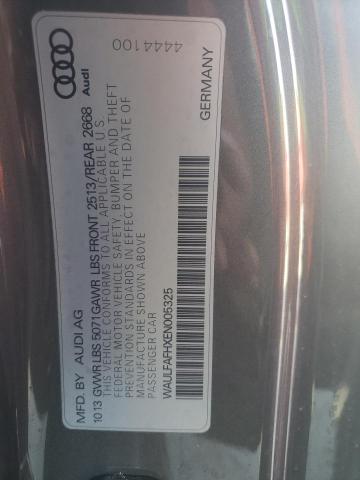 MFD. BY AUDI AG
10 13 GVWR LBS 5071 GAWR LBS FRONT 2513/REAR 2668
THIS VEHICLE CONFORMS TO ALL APPLICABLE U S.
FEDERAL MOTOR VEHICLE SAFETY, BUMPER AND THEFT
PREVENTION STANDARDS IN EFFECT ON THE DATE OF
MANUFACTURE SHOWN ABOVE
PASSENGER CAR
WAULFAFHXEN005325
GERMANY
Audi
4444100